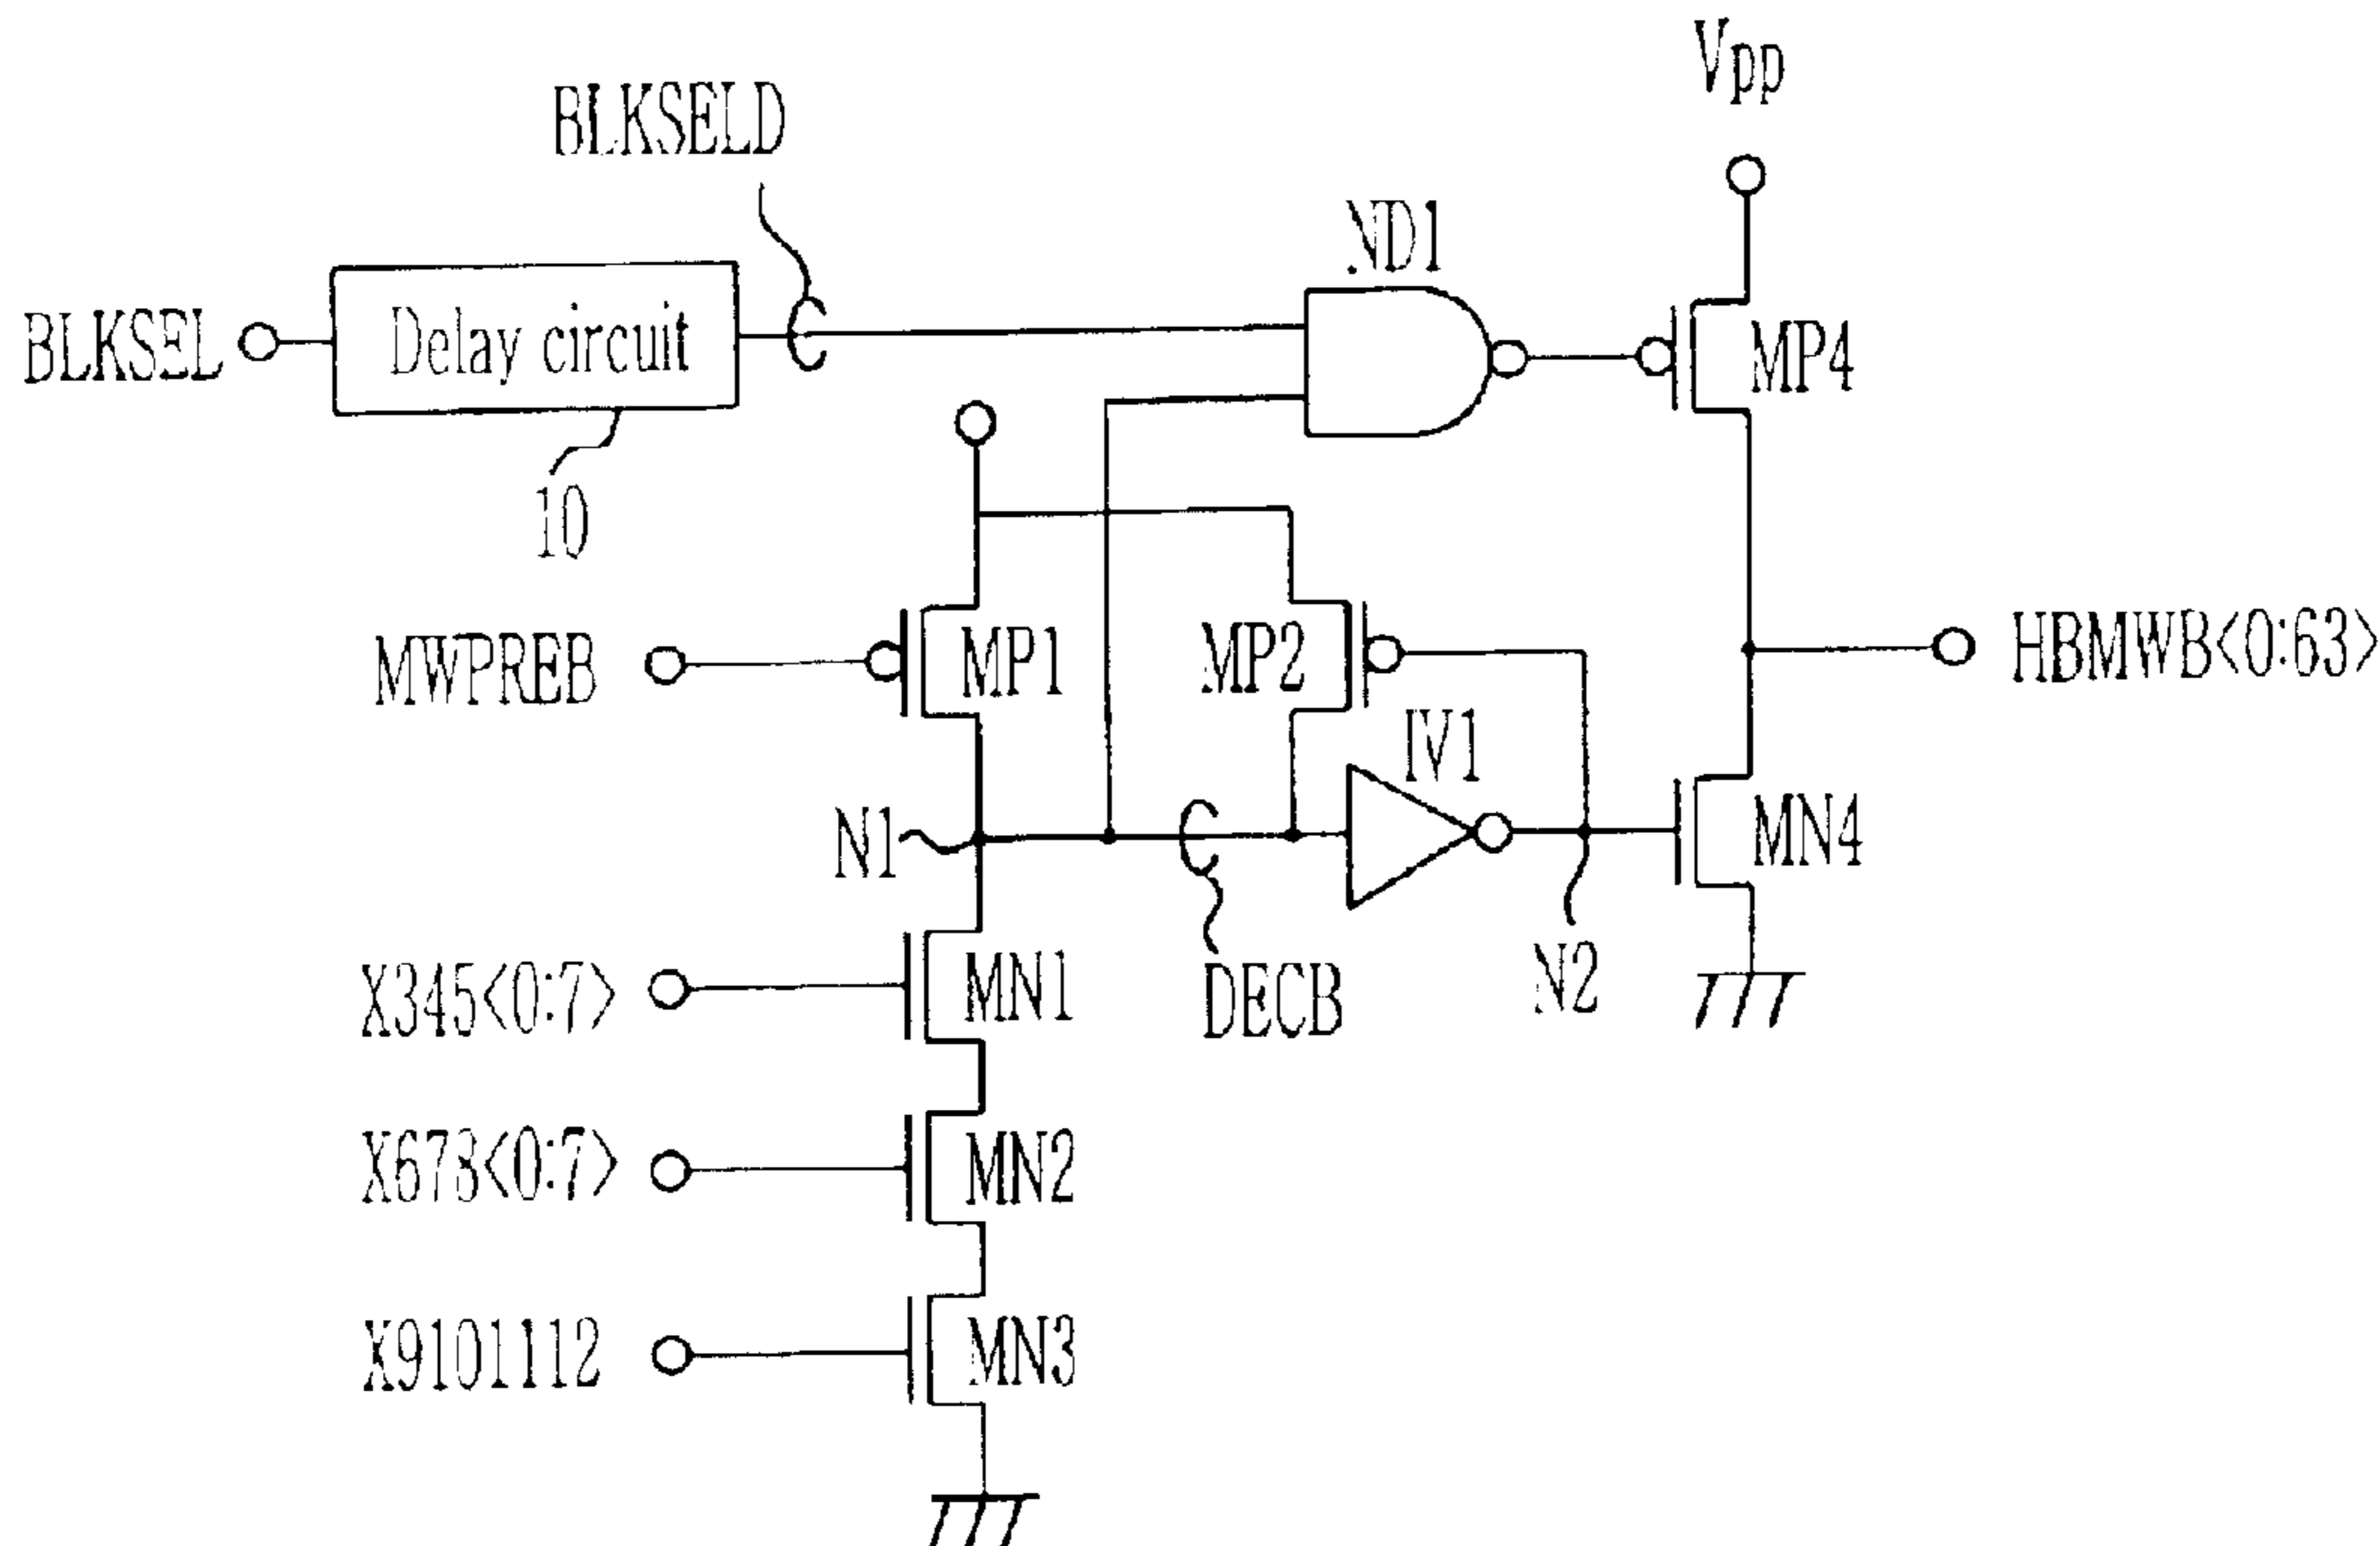 Vpp
BLKSELD
ND1
BLKSEL
Delay circuit
MP4
10
MWPREB
MP1
MP2
HBMWB<0:63>
IV1
N1
MN4
X345<0:7>
MN1
DECB
N2
X678<0:7>
MN2
X9101112
MN3